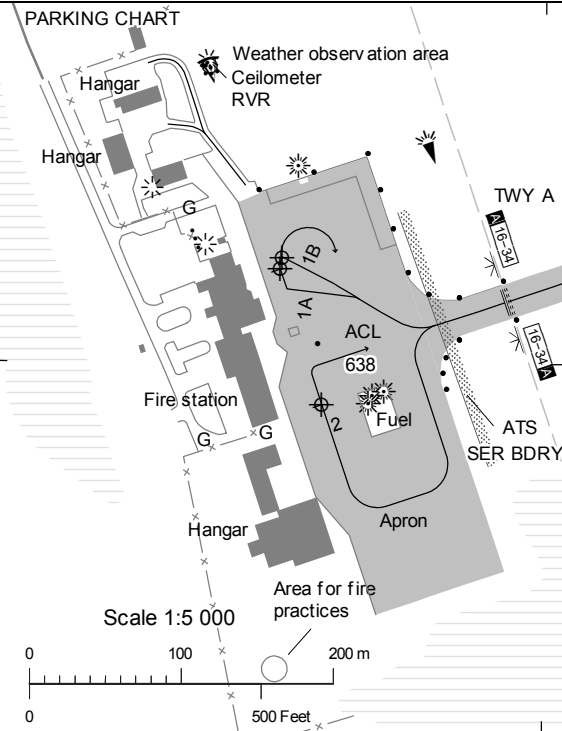 PARKING CHART
Weather observation area
Ceilometer
RVR
Hangar
Hangar
TWY A
G
A 16-34
1B
1A
ACL
638
16-34 A
Fire station
2
Fuel
ATS
SER BDRY
G
G
Apron
Hangar
Area for fire
practices
Scale 1:5 000
0 100 200 m
0 500 Feet